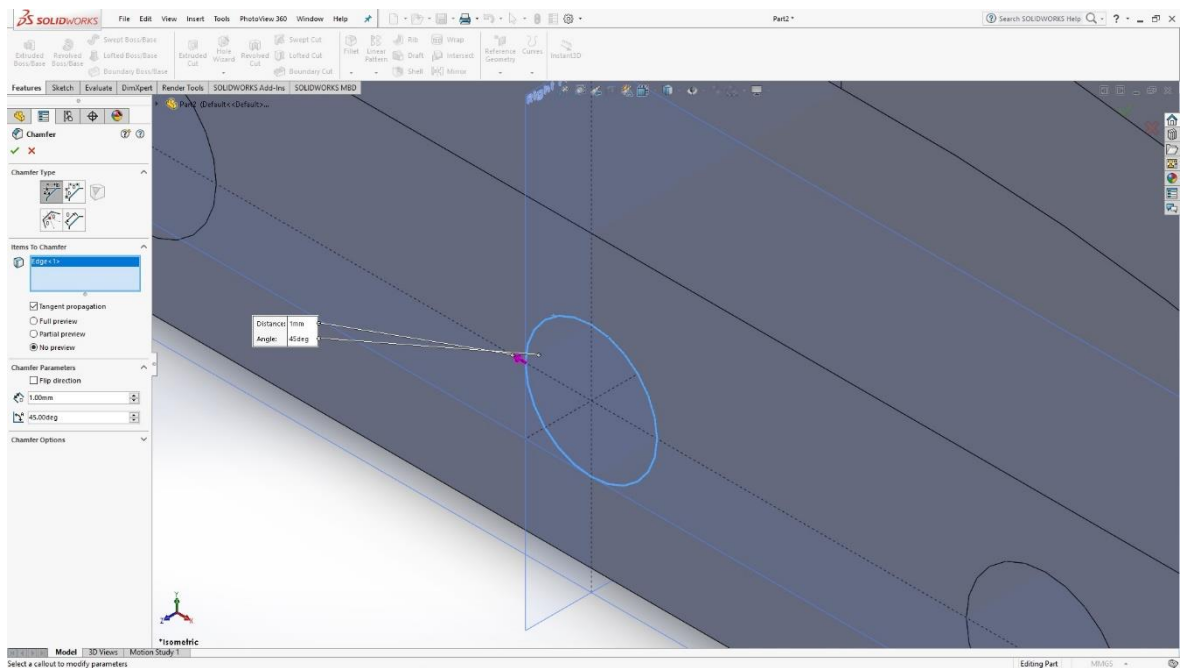 SOLIDWORKS File Edit View Insert Tools PhotoView 360 Window Help Part2 * Search SOLIDWORKS Help
Extruded Boss/Base
Revolved Boss/Base
Swept Boss/Base
Lofted Boss/Base
Boundary Boss/Base
Extruded Cut
Hole Wizard
Revolved Cut
Swept Cut
Lofted Cut
Boundary Cut
Fillet
Linear Pattern
Rib
Draft
Shell
Wrap
Intersect
Mirror
Reference Geometry
Curves
Instant3D
Features Sketch Evaluate DimXpert Render Tools SOLIDWORKS Add-Ins SOLIDWORKS MBD
Right
Part2 (Default<<Default>...
Chamfer
Chamfer Type
Items To Chamfer
Edge<1>
Tangent propagation
Full preview
Partial preview
No preview
Chamfer Parameters
Flip direction
1.00mm
45.00deg
Chamfer Options
Distance: 1mm
Angle: 45deg
Y
Z
X
*Isometric
Model 3D Views Motion Study 1
Select a callout to modify parameters Editing Part MMGS